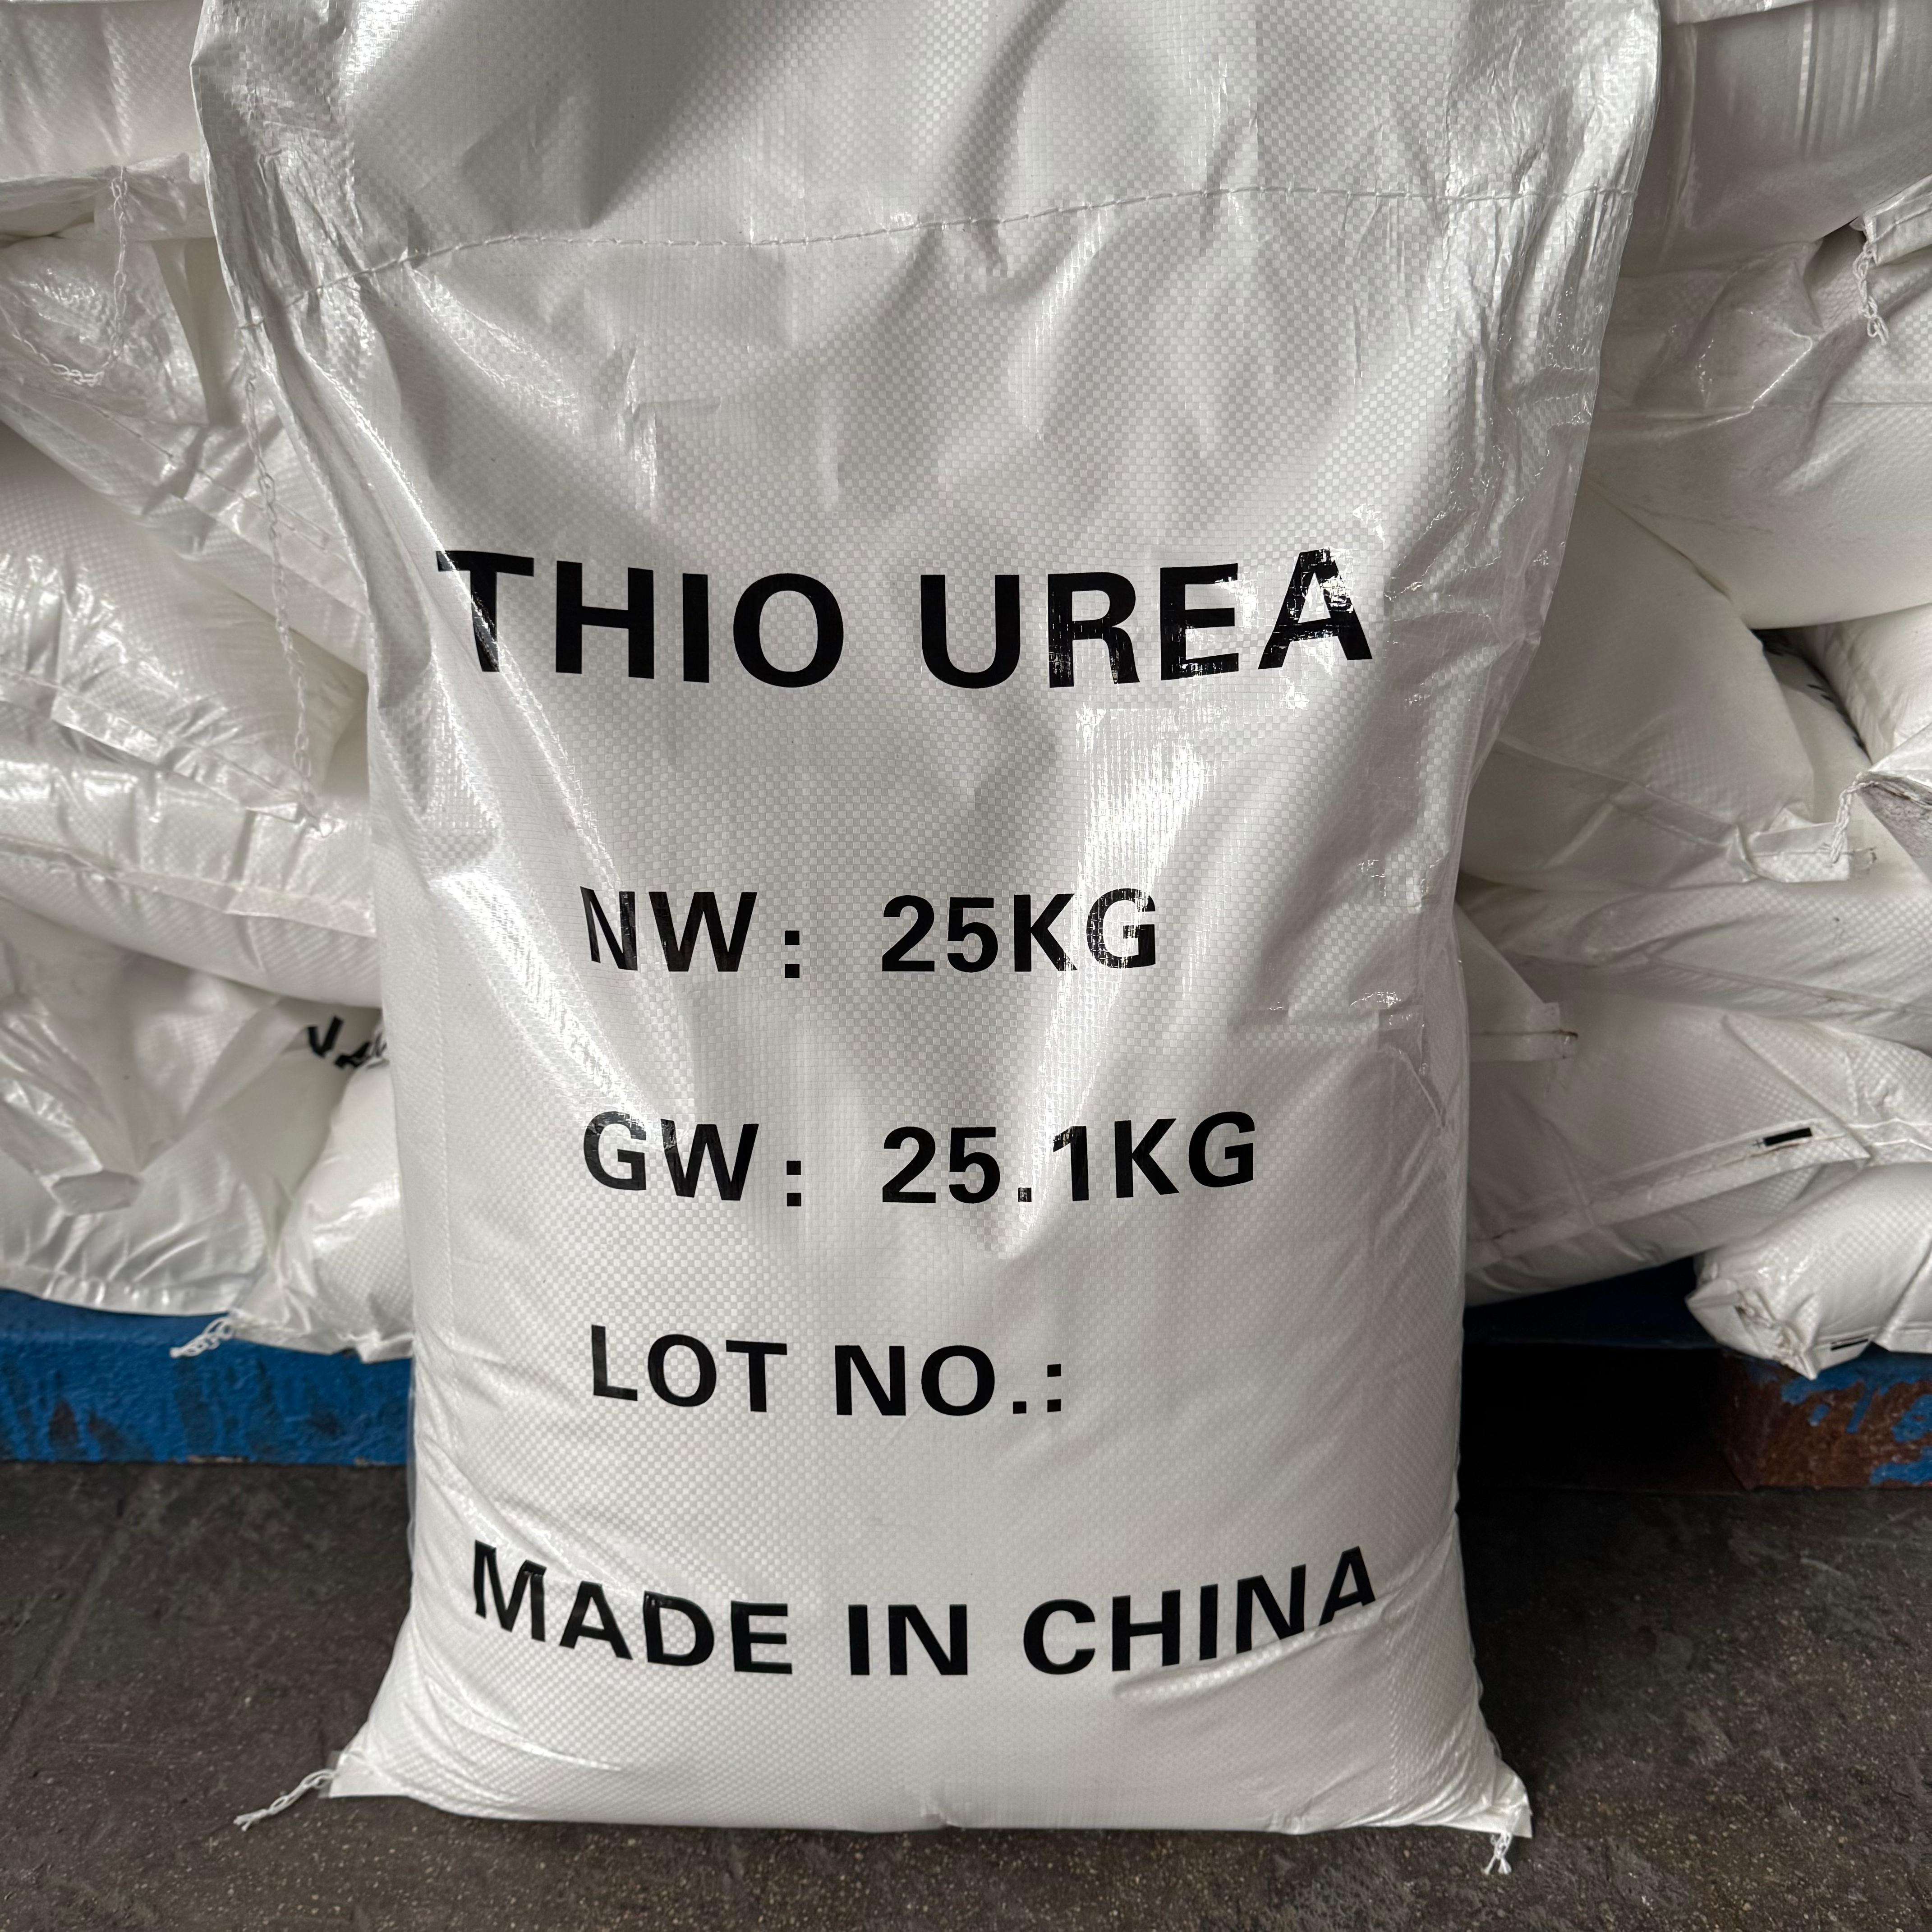 THIO UREA
NW: 25KG
GW: 25.1KG
LOT NO.:
MADE IN CHINA